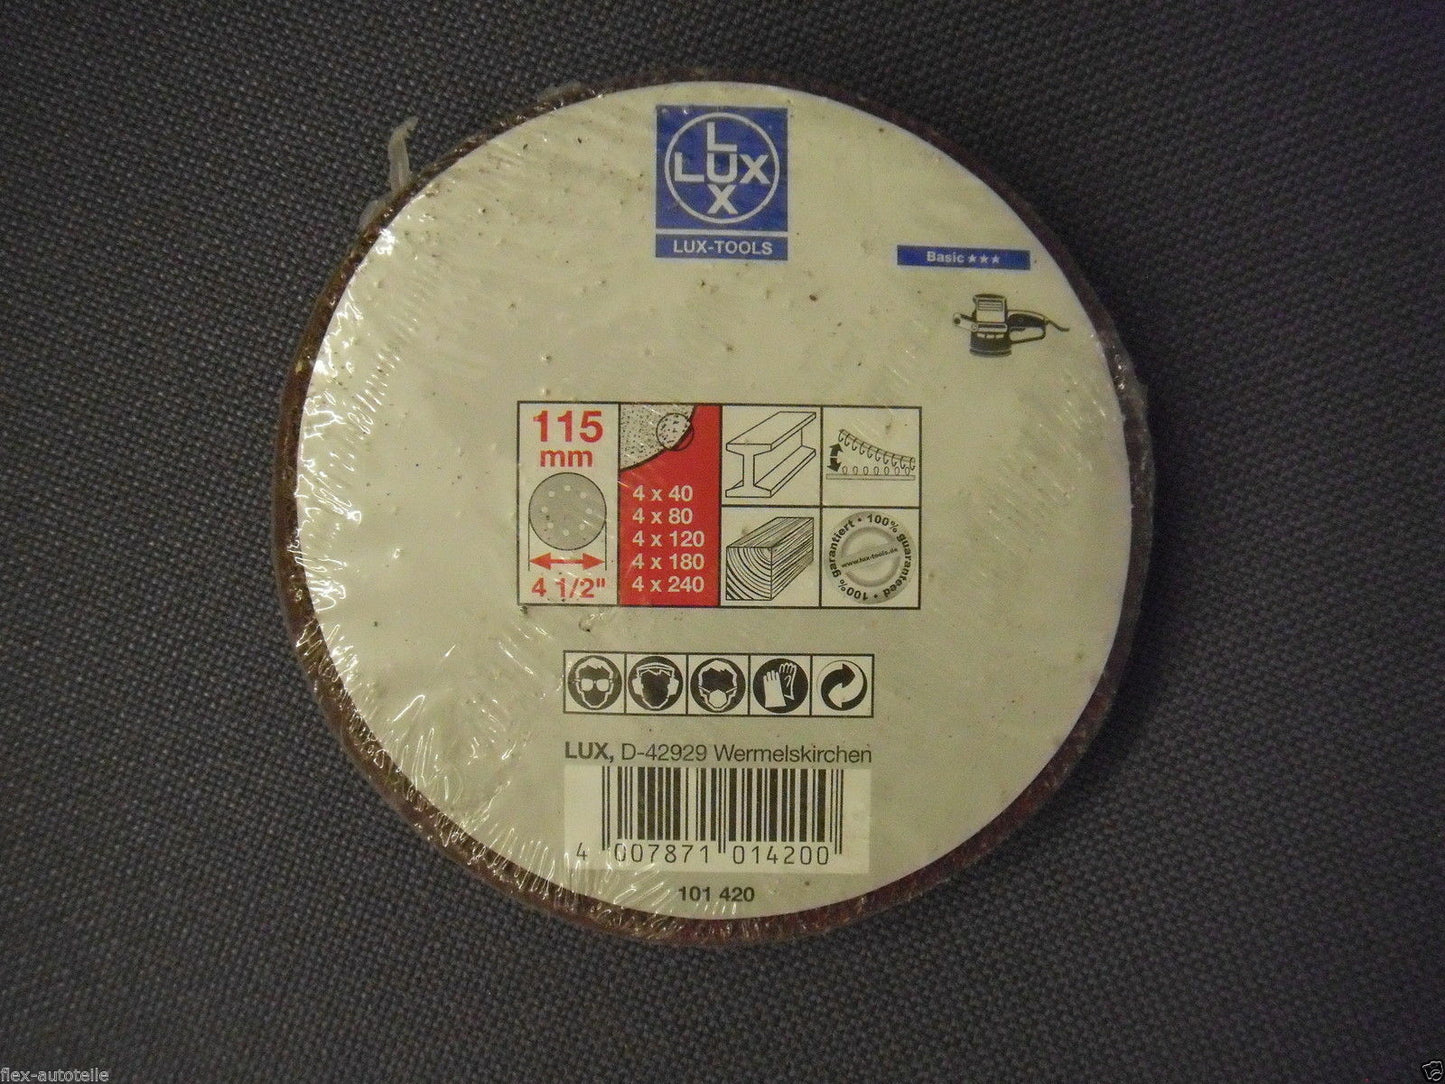 L
LUX
X
LUX-TOOLS
Basic ★★★
115
mm
4 1/2"
4 x 40
4 x 80
4 x 120
4 x 180
4 x 240
100% garantiert • 100% guaranteed •
www.lux-tools.de
LUX, D-42929 Wermelskirchen
4 007871 014200
101 420
flex-autoteile